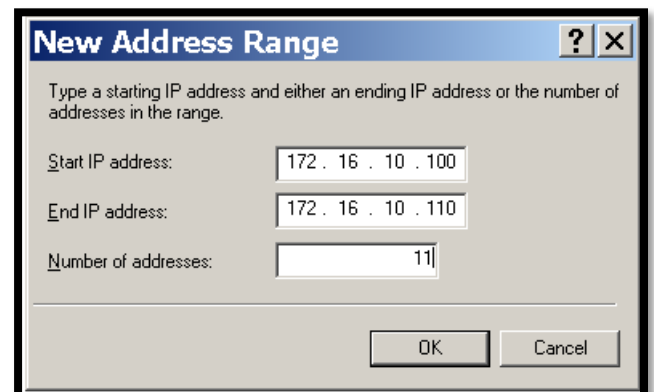 New Address Range
? ×
Type a starting IP address and either an ending IP address or the number of
addresses in the range.
Start IP address: 172 . 16 . 10 . 100
End IP address: 172 . 16 . 10 . 110
Number of addresses: 11
OK Cancel